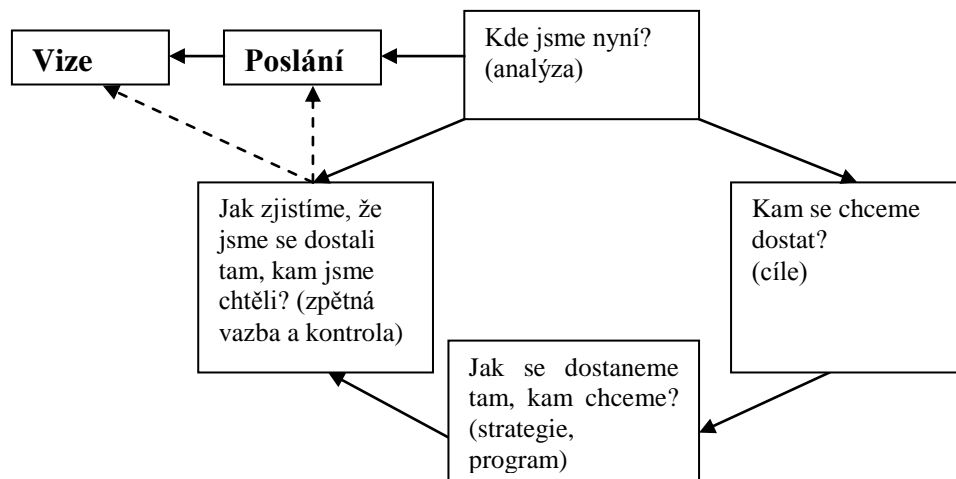 Vize
Poslání
Kde jsme nyní?
(analýza)
Jak zjistíme, že
jsme se dostali
tam, kam jsme
chtěli? (zpětná
vazba a kontrola)
Kam se chceme
dostat?
(cíle)
Jak se dostaneme
tam, kam chceme?
(strategie,
program)